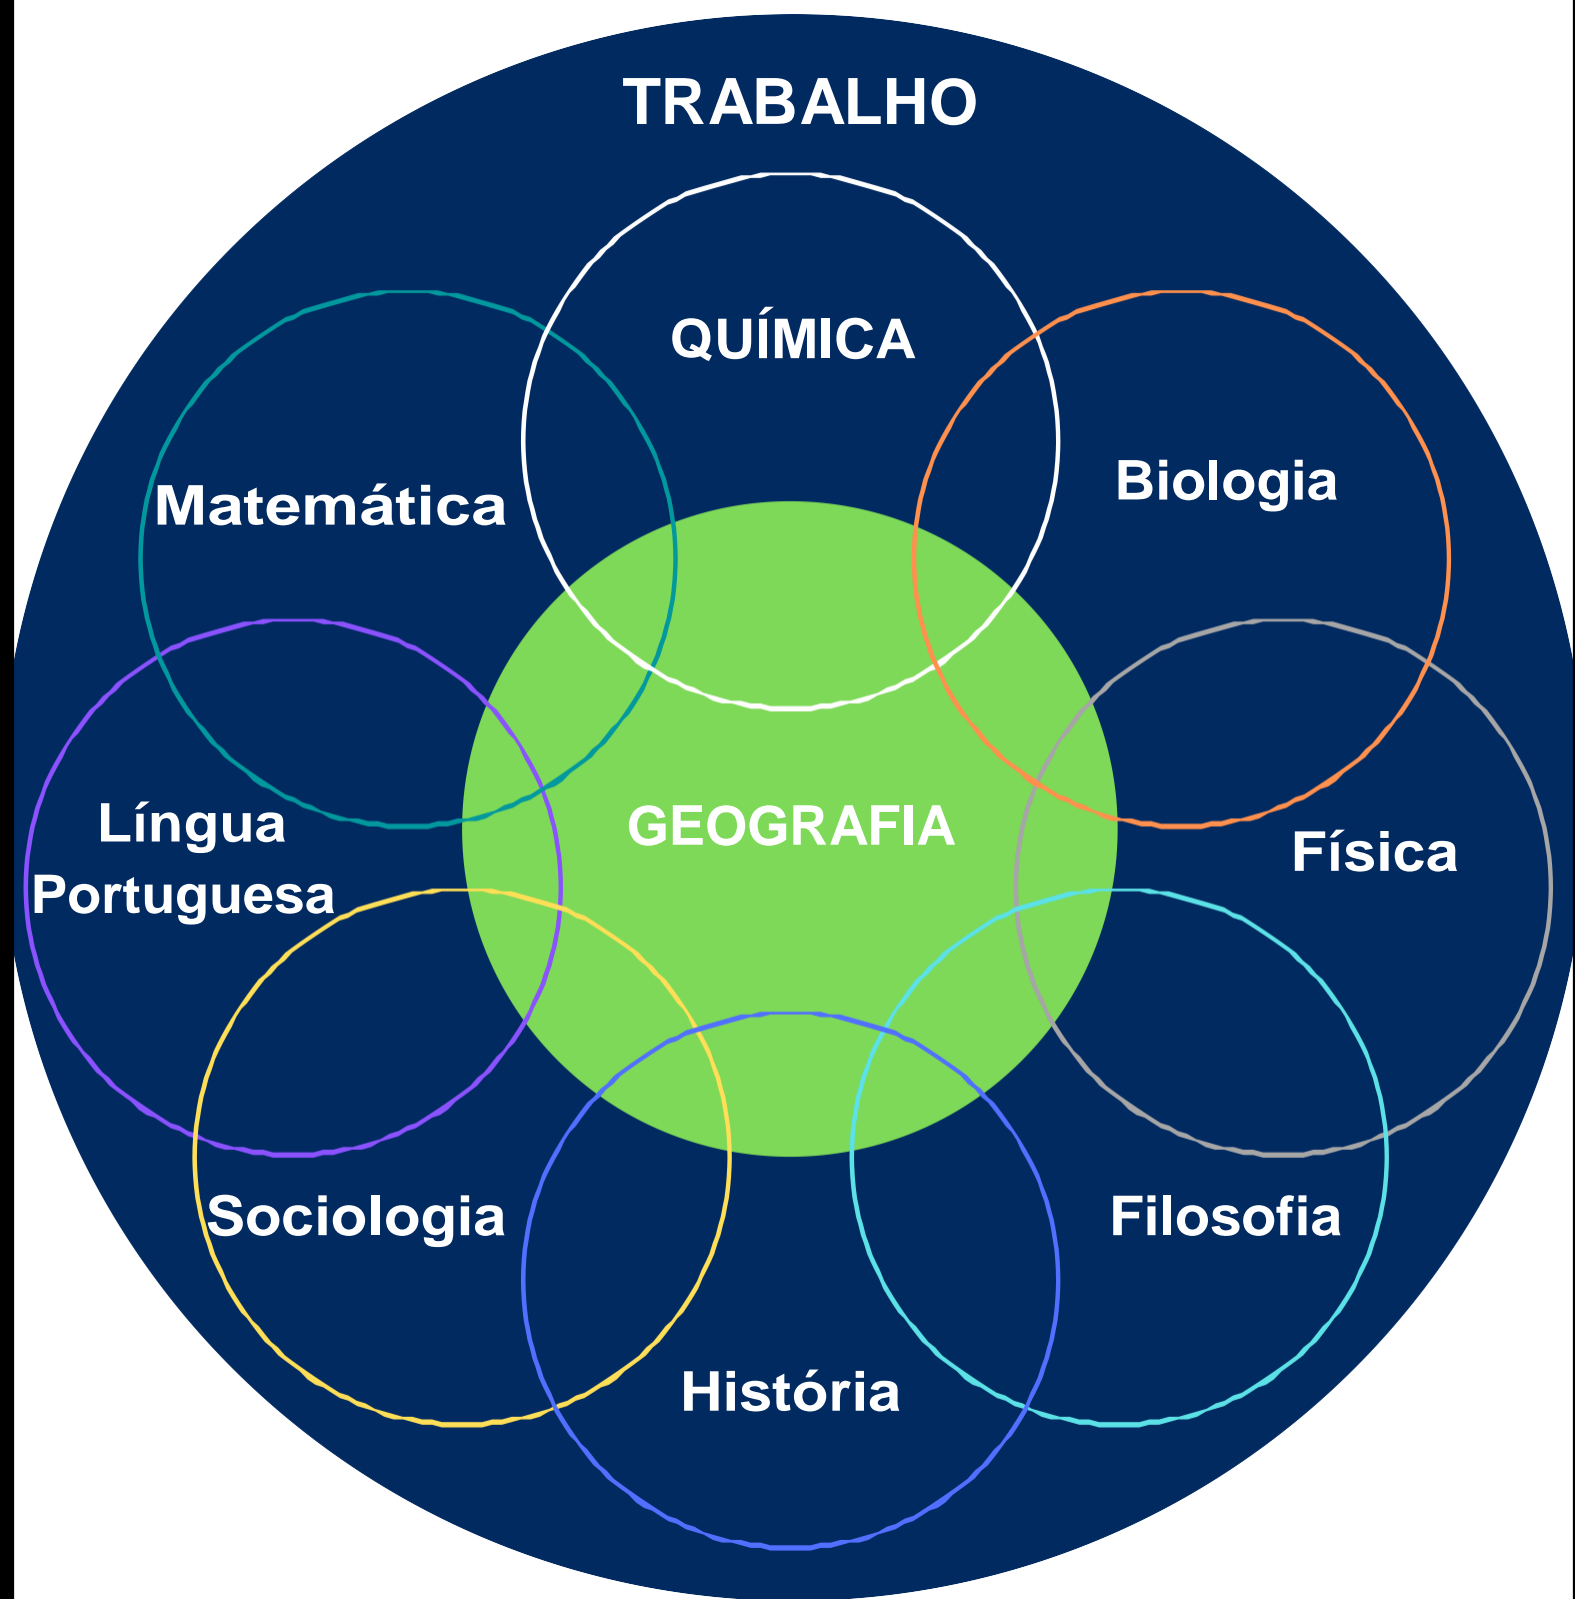 TRABALHO
QUÍMICA
Biologia
Matemática
Língua
Portuguesa
GEOGRAFIA
Física
Sociologia
Filosofia
História